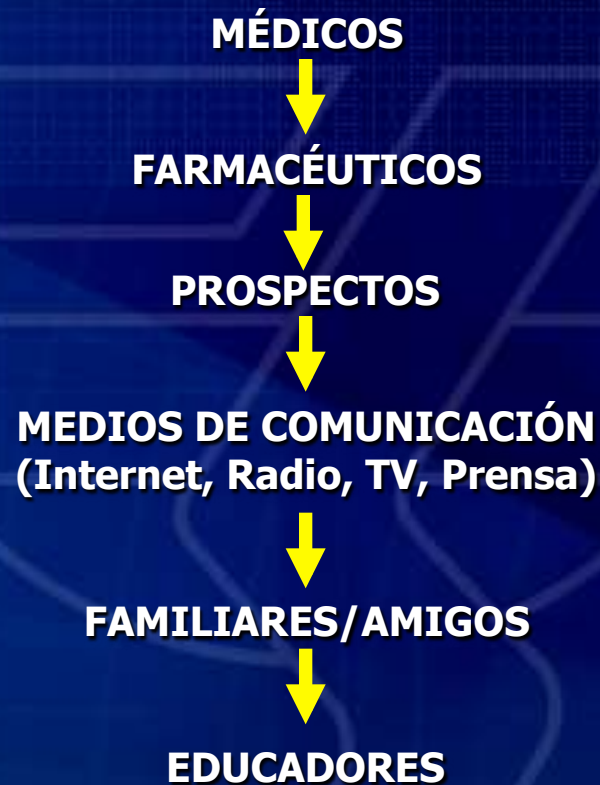 MÉDICOS
FARMACÉUTICOS
PROSPECTOS
MEDIOS DE COMUNICACIÓN
(Internet, Radio, TV, Prensa)
FAMILIARES/AMIGOS
EDUCADORES